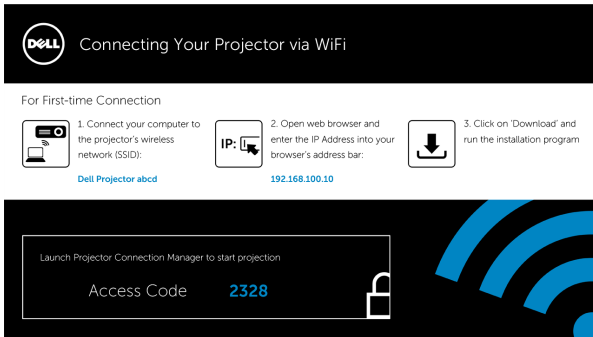 DELL
Connecting Your Projector via WiFi
For First-time Connection
1. Connect your computer to
the projector's wireless
network (SSID):
Dell Projector abcd
IP:
2. Open web browser and
enter the IP Address into your
browser's address bar:
192.168.100.10
3. Click on 'Download' and
run the installation program
Launch Projector Connection Manager to start projection
Access Code 2328